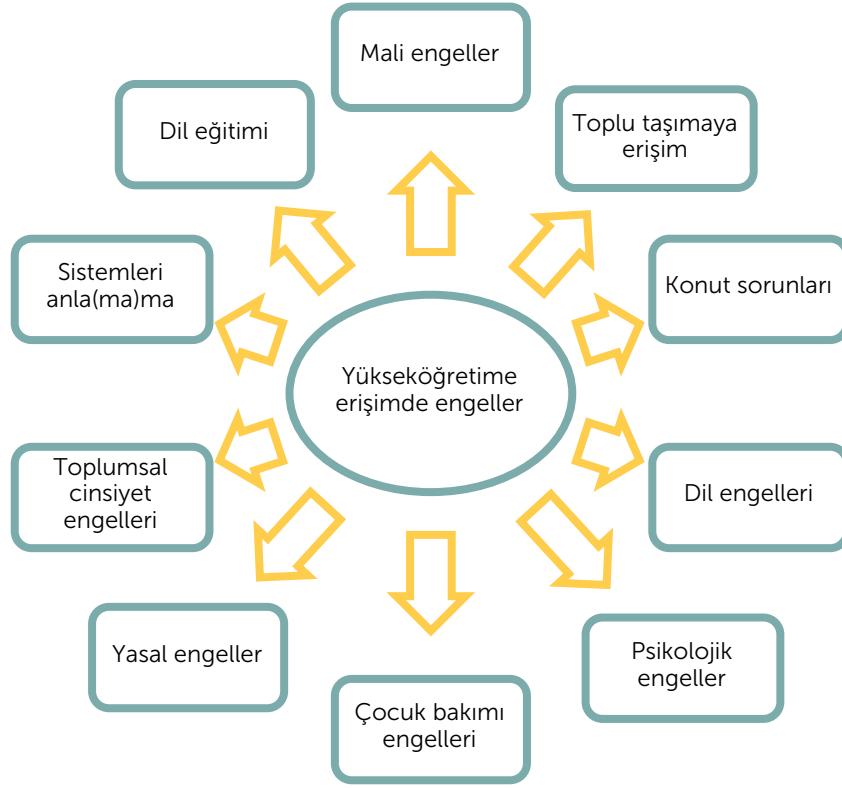 Mali engeller
Dil eğitimi
Toplu taşımaya
erişim
Sistemleri
anla(ma)ma
Konut sorunları
Yükseköğretime
erişimde engeller
Toplumsal
cinsiyet
engelleri
Dil engelleri
Yasal engeller
Psikolojik
engeller
Çocuk bakımı
engelleri